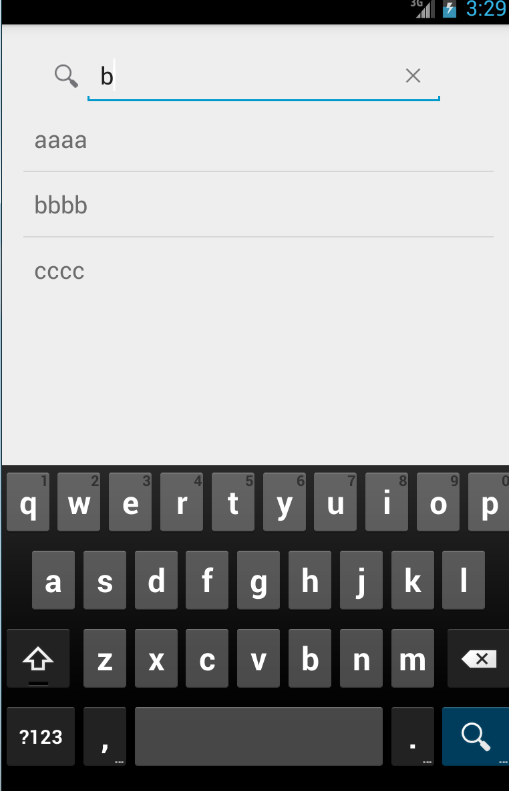 3G 3:29
b
aaaa
bbbb
cccc
1 2 3 4 5 6 7 8 9 0
q w e r t y u i o p
a s d f g h j k l
z x c v b n m
?123 , .